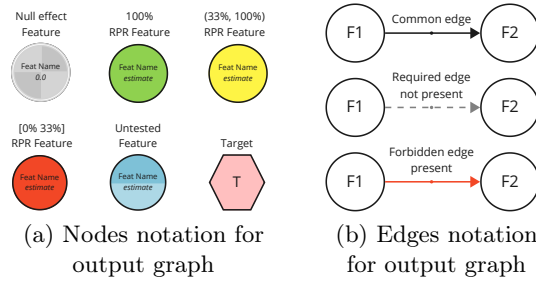 Null effect
Feature
100%
RPR Feature
(33%, 100%)
RPR Feature
Feat Name
0.0
Feat Name
estimate
Feat Name
estimate
[0% 33%]
RPR Feature
Untested
Feature
Target
Feat Name
estimate
Feat Name
estimate
T
(a) Nodes notation for
output graph
F1
Common edge
F2
F1
Required edge
not present
F2
F1
Forbidden edge
present
F2
(b) Edges notation
for output graph